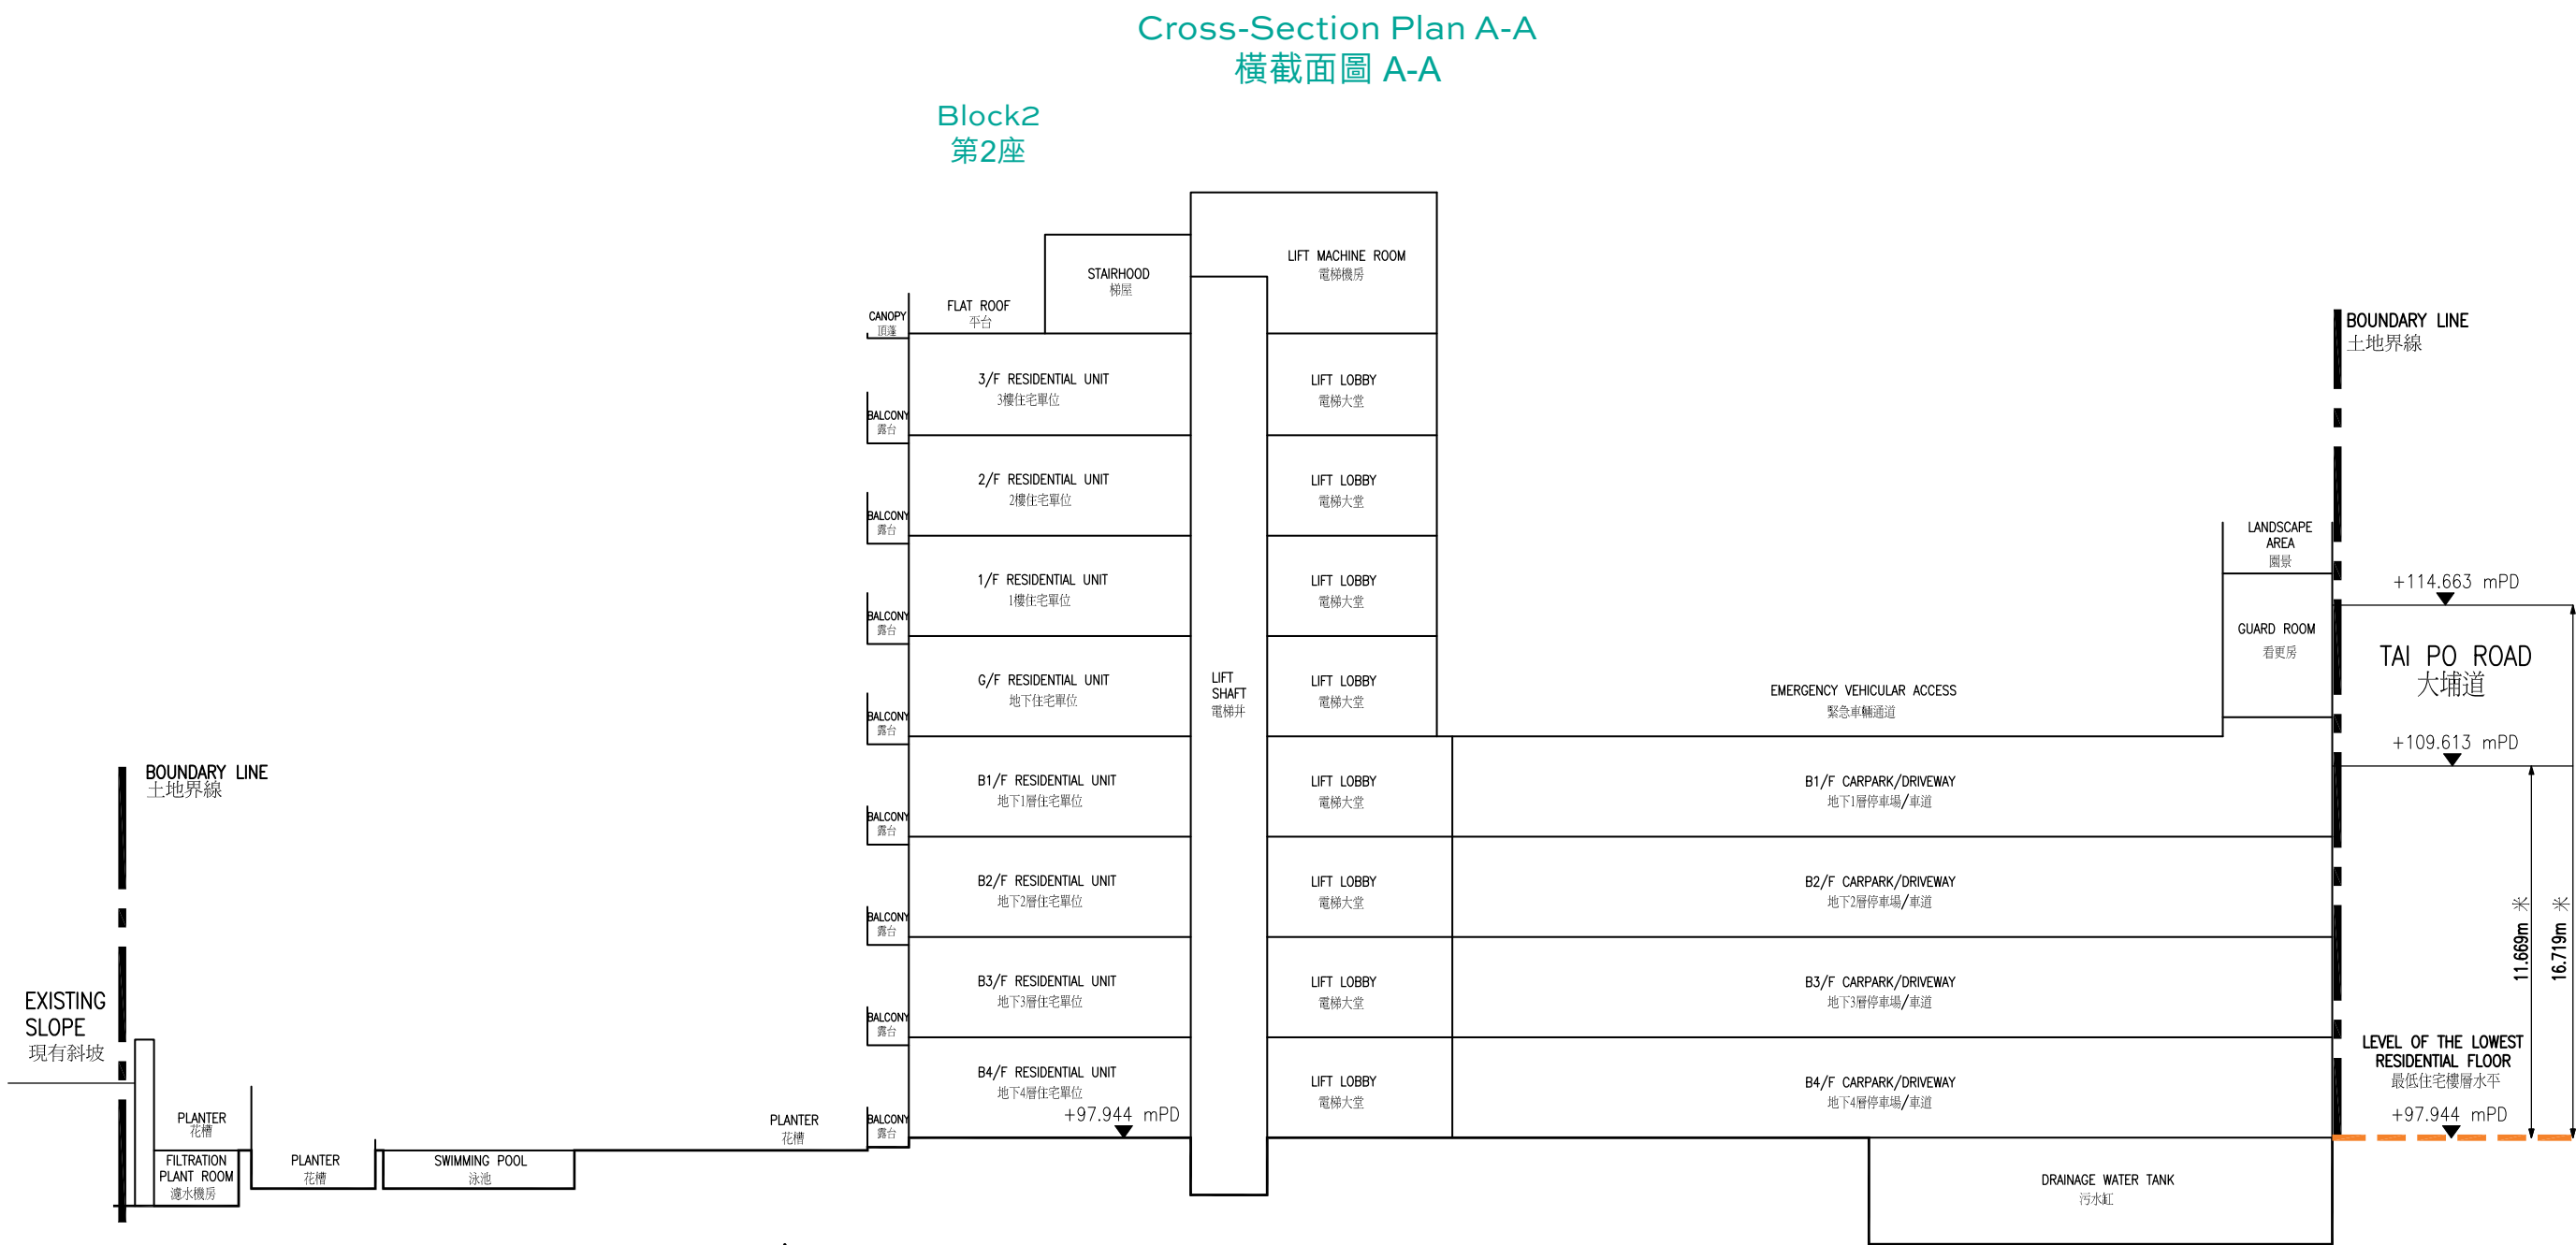 Cross-Section Plan A-A
橫截面圖 A-A
Block2
第2座
LIFT MACHINE ROOM
電梯機房
STAIRHOOD
梯屋
FLAT ROOF
平台
CANOPY
頂蓬
BOUNDARY LINE
土地界線
3/F RESIDENTIAL UNIT
3樓住宅單位
LIFT LOBBY
電梯大堂
BALCONY
露台
2/F RESIDENTIAL UNIT
2樓住宅單位
LIFT LOBBY
電梯大堂
BALCONY
露台
LANDSCAPE
AREA
園景
1/F RESIDENTIAL UNIT
1樓住宅單位
LIFT LOBBY
電梯大堂
+114.663 mPD
BALCONY
露台
GUARD ROOM
看更房
TAI PO ROAD
大埔道
G/F RESIDENTIAL UNIT
地下住宅單位
LIFT
SHAFT
電梯井
LIFT LOBBY
電梯大堂
EMERGENCY VEHICULAR ACCESS
緊急車輛通道
BALCONY
露台
+109.613 mPD
BOUNDARY LINE
土地界線
B1/F RESIDENTIAL UNIT
地下1層住宅單位
LIFT LOBBY
電梯大堂
B1/F CARPARK/DRIVEWAY
地下1層停車場/車道
BALCONY
露台
B2/F RESIDENTIAL UNIT
地下2層住宅單位
LIFT LOBBY
電梯大堂
B2/F CARPARK/DRIVEWAY
地下2層停車場/車道
BALCONY
露台
11.669m 米
16.719m 米
B3/F RESIDENTIAL UNIT
地下3層住宅單位
LIFT LOBBY
電梯大堂
B3/F CARPARK/DRIVEWAY
地下3層停車場/車道
BALCONY
露台
EXISTING
SLOPE
現有斜坡
LEVEL OF THE LOWEST
RESIDENTIAL FLOOR
最低住宅樓層水平
+97.944 mPD
B4/F RESIDENTIAL UNIT
地下4層住宅單位
+97.944 mPD
LIFT LOBBY
電梯大堂
B4/F CARPARK/DRIVEWAY
地下4層停車場/車道
PLANTER
花槽
PLANTER
花槽
BALCONY
露台
FILTRATION
PLANT ROOM
濾水機房
PLANTER
花槽
SWIMMING POOL
泳池
DRAINAGE WATER TANK
污水缸